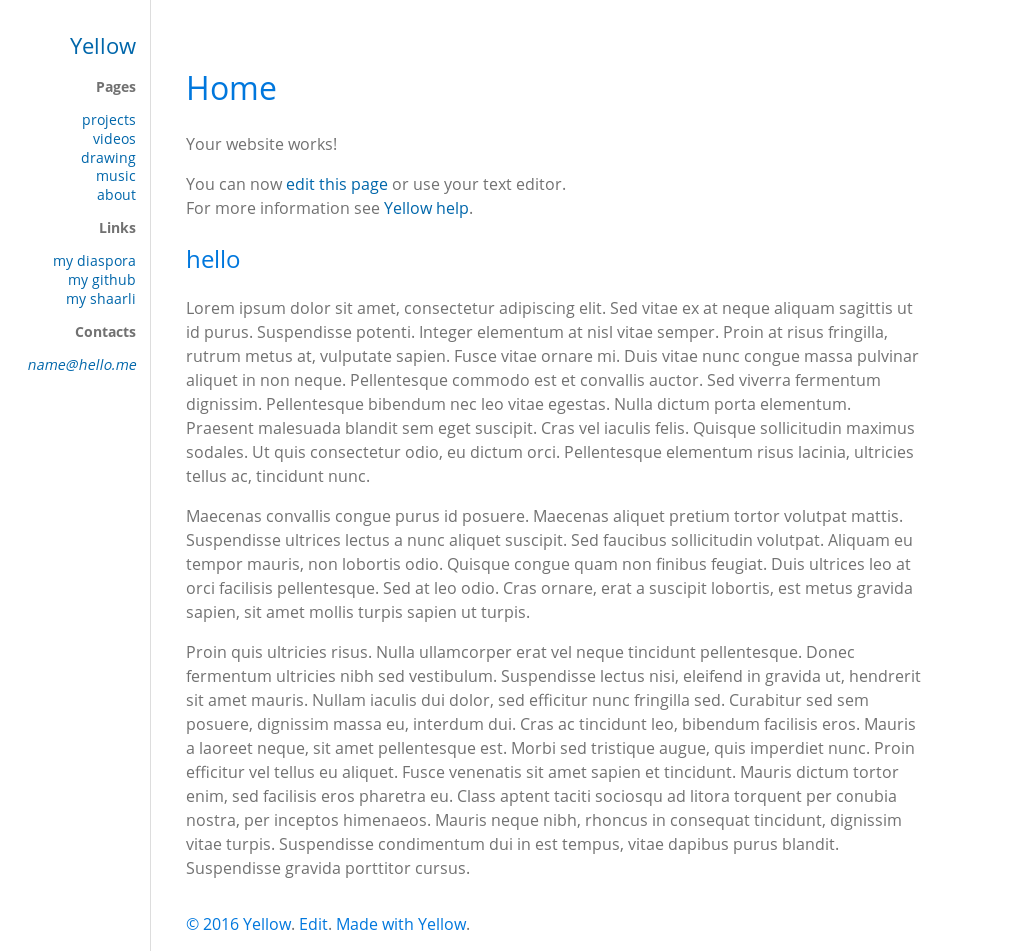 Yellow
Pages
projects
videos
drawing
music
about
Links
my diaspora
my github
my shaarli
Contacts
name@hello.me
Home
Your website works!
You can now edit this page or use your text editor.
For more information see Yellow help.
hello
Lorem ipsum dolor sit amet, consectetur adipiscing elit. Sed vitae ex at neque aliquam sagittis ut
id purus. Suspendisse potenti. Integer elementum at nisl vitae semper. Proin at risus fringilla,
rutrum metus at, vulputate sapien. Fusce vitae ornare mi. Duis vitae nunc congue massa pulvinar
aliquet in non neque. Pellentesque commodo est et convallis auctor. Sed viverra fermentum
dignissim. Pellentesque bibendum nec leo vitae egestas. Nulla dictum porta elementum.
Praesent malesuada blandit sem eget suscipit. Cras vel iaculis felis. Quisque sollicitudin maximus
sodales. Ut quis consectetur odio, eu dictum orci. Pellentesque elementum risus lacinia, ultricies
tellus ac, tincidunt nunc.
Maecenas convallis congue purus id posuere. Maecenas aliquet pretium tortor volutpat mattis.
Suspendisse ultrices lectus a nunc aliquet suscipit. Sed faucibus sollicitudin volutpat. Aliquam eu
tempor mauris, non lobortis odio. Quisque congue quam non finibus feugiat. Duis ultrices leo at
orci facilisis pellentesque. Sed at leo odio. Cras ornare, erat a suscipit lobortis, est metus gravida
sapien, sit amet mollis turpis sapien ut turpis.
Proin quis ultricies risus. Nulla ullamcorper erat vel neque tincidunt pellentesque. Donec
fermentum ultricies nibh sed vestibulum. Suspendisse lectus nisi, eleifend in gravida ut, hendrerit
sit amet mauris. Nullam iaculis dui dolor, sed efficitur nunc fringilla sed. Curabitur sed sem
posuere, dignissim massa eu, interdum dui. Cras ac tincidunt leo, bibendum facilisis eros. Mauris
a laoreet neque, sit amet pellentesque est. Morbi sed tristique augue, quis imperdiet nunc. Proin
efficitur vel tellus eu aliquet. Fusce venenatis sit amet sapien et tincidunt. Mauris dictum tortor
enim, sed facilisis eros pharetra eu. Class aptent taciti sociosqu ad litora torquent per conubia
nostra, per inceptos himenaeos. Mauris neque nibh, rhoncus in consequat tincidunt, dignissim
vitae turpis. Suspendisse condimentum dui in est tempus, vitae dapibus purus blandit.
Suspendisse gravida porttitor cursus.
© 2016 Yellow. Edit. Made with Yellow.